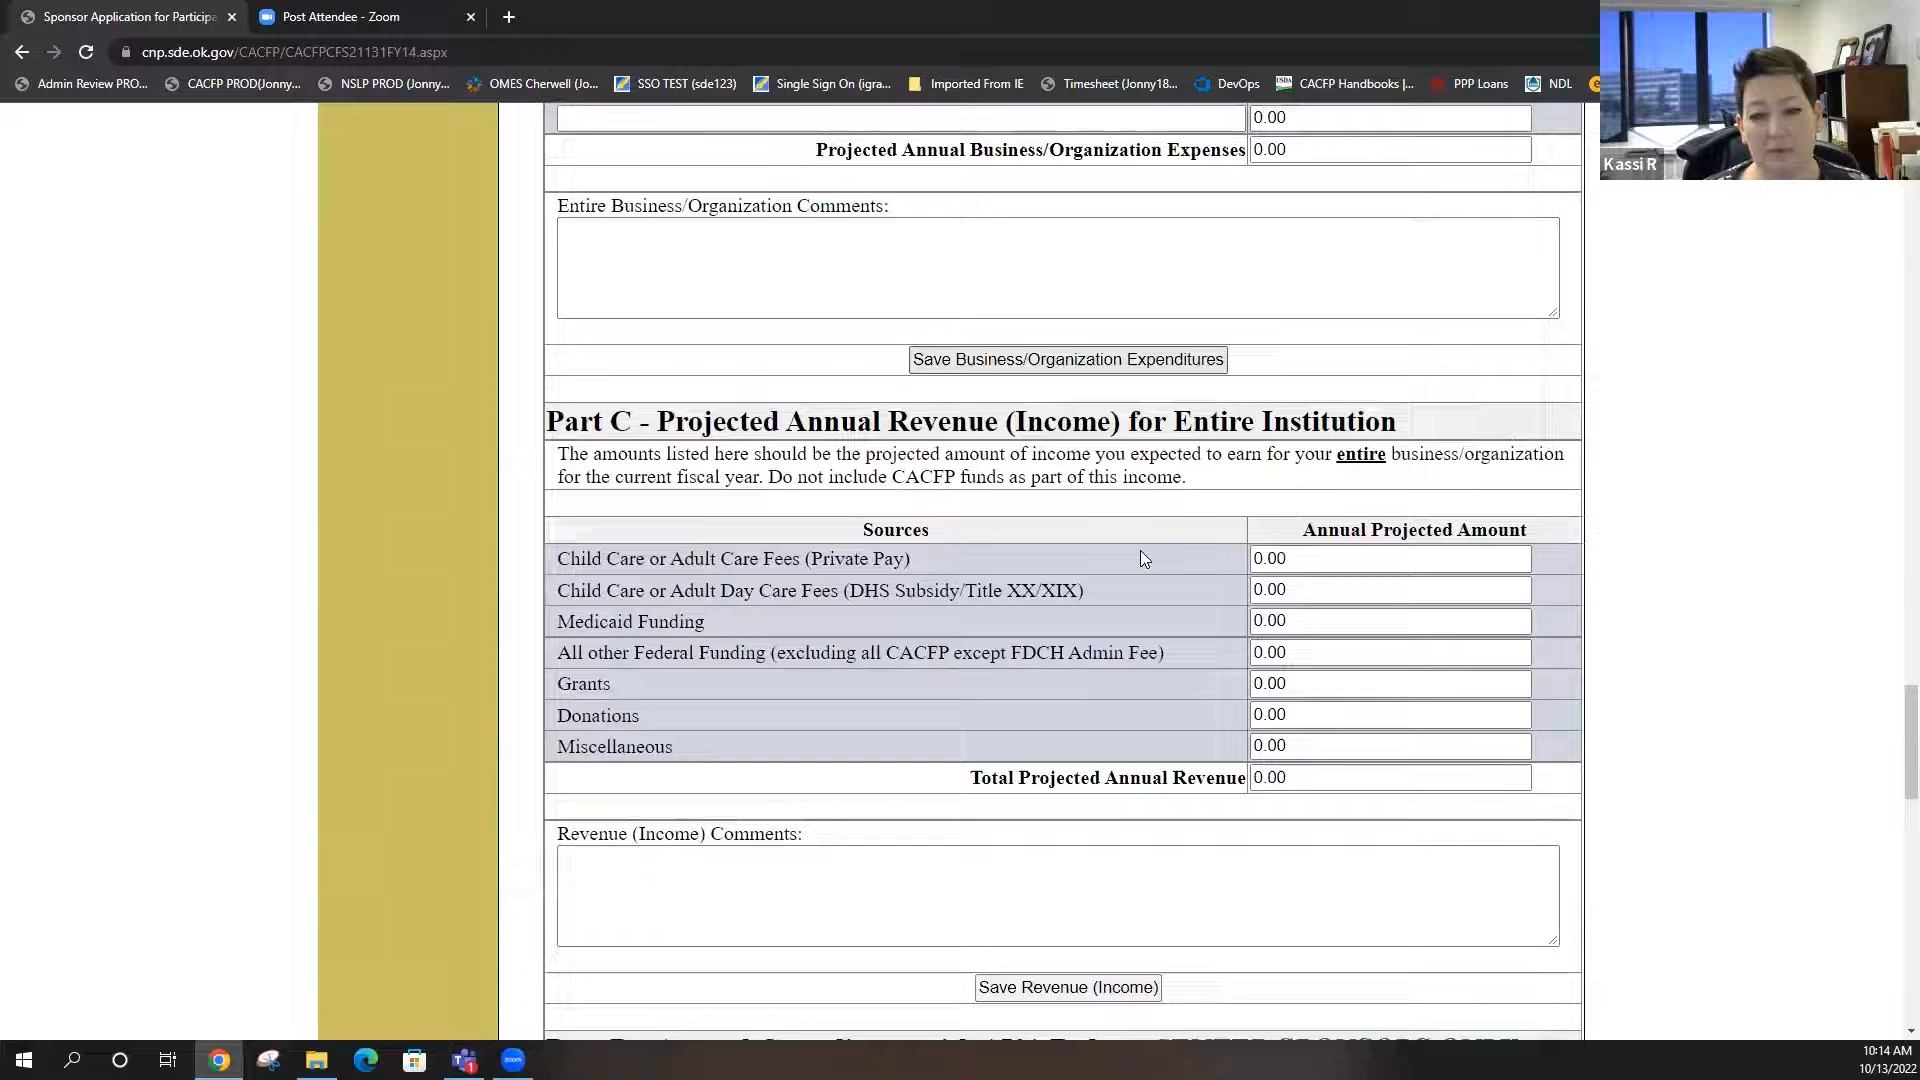 Sponsor Application for Participa
Post Attendee - Zoom
cnp.sde.ok.gov/CACFP/CACFPCFS21131FY14.aspx
Admin Review PRO... CACFP PROD(Jonny... NSLP PROD (Jonny... OMES Cherwell (Jo... SSO TEST (sde123) Single Sign On (igra... Imported From IE Timesheet (Jonny18... DevOps CACFP Handbooks |... PPP Loans NDL
Kassi R
0.00
Projected Annual Business/Organization Expenses 0.00
Entire Business/Organization Comments:
Save Business/Organization Expenditures
Part C - Projected Annual Revenue (Income) for Entire Institution
The amounts listed here should be the projected amount of income you expected to earn for your entire business/organization
for the current fiscal year. Do not include CACFP funds as part of this income.
Sources Annual Projected Amount
Child Care or Adult Care Fees (Private Pay) 0.00
Child Care or Adult Day Care Fees (DHS Subsidy/Title XX/XIX) 0.00
Medicaid Funding 0.00
All other Federal Funding (excluding all CACFP except FDCH Admin Fee) 0.00
Grants 0.00
Donations 0.00
Miscellaneous 0.00
Total Projected Annual Revenue 0.00
Revenue (Income) Comments:
Save Revenue (Income)
zoom
10:14 AM
10/13/2022